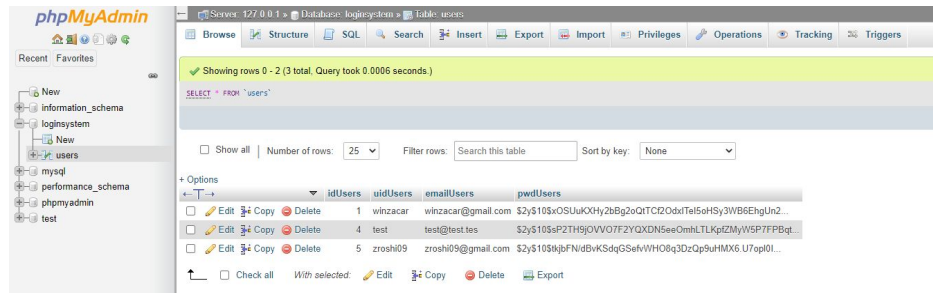 phpMyAdmin
Recent Favorites
New
information_schema
loginsystem
New
users
mysql
performance_schema
phpmyadmin
test
Server: 127.0.0.1 » Database: loginsystem » Table: users
Browse Structure SQL Search Insert Export Import Privileges Operations Tracking Triggers
Showing rows 0 - 2 (3 total, Query took 0.0006 seconds.)
SELECT * FROM `users`
Show all | Number of rows: 25 Filter rows: Search this table Sort by key: None
+ Options
←T→ idUsers uidUsers emailUsers pwdUsers
Edit Copy Delete 1 winzacar winzacar@gmail.com $2y$10$xOSUuKXHy2bBg2oQtTCf2OdxITeI5oHSy3WB6EhgUn2...
Edit Copy Delete 4 test test@test.tes $2y$10$sP2TH9jOVVO7F2YQXDN5eeOmhLTLKpfZMyW5P7FPBqt...
Edit Copy Delete 5 zroshi09 zroshi09@gmail.com $2y$10$tkjbFN/dBvKSdqGSefvWHO8q3DzQp9uHMX6.U7opI0I...
Check all With selected: Edit Copy Delete Export